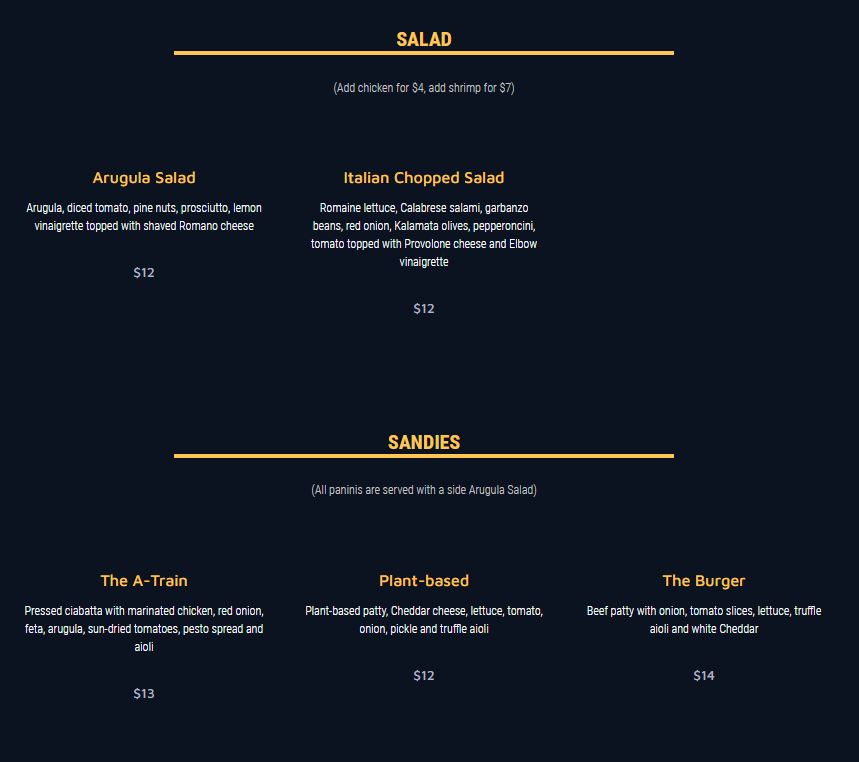 SALAD
(Add chicken for $4, add shrimp for $7)
Arugula Salad
Arugula, diced tomato, pine nuts, prosciutto, lemon
vinaigrette topped with shaved Romano cheese
$12
Italian Chopped Salad
Romaine lettuce, Calabrese salami, garbanzo
beans, red onion, Kalamata olives, pepperoncini,
tomato topped with Provolone cheese and Elbow
vinaigrette
$12
SANDIES
(All paninis are served with a side Arugula Salad)
The A-Train
Pressed ciabatta with marinated chicken, red onion,
feta, arugula, sun-dried tomatoes, pesto spread and
aioli
$13
Plant-based
Plant-based patty, Cheddar cheese, lettuce, tomato,
onion, pickle and truffle aioli
$12
The Burger
Beef patty with onion, tomato slices, lettuce, truffle
aioli and white Cheddar
$14